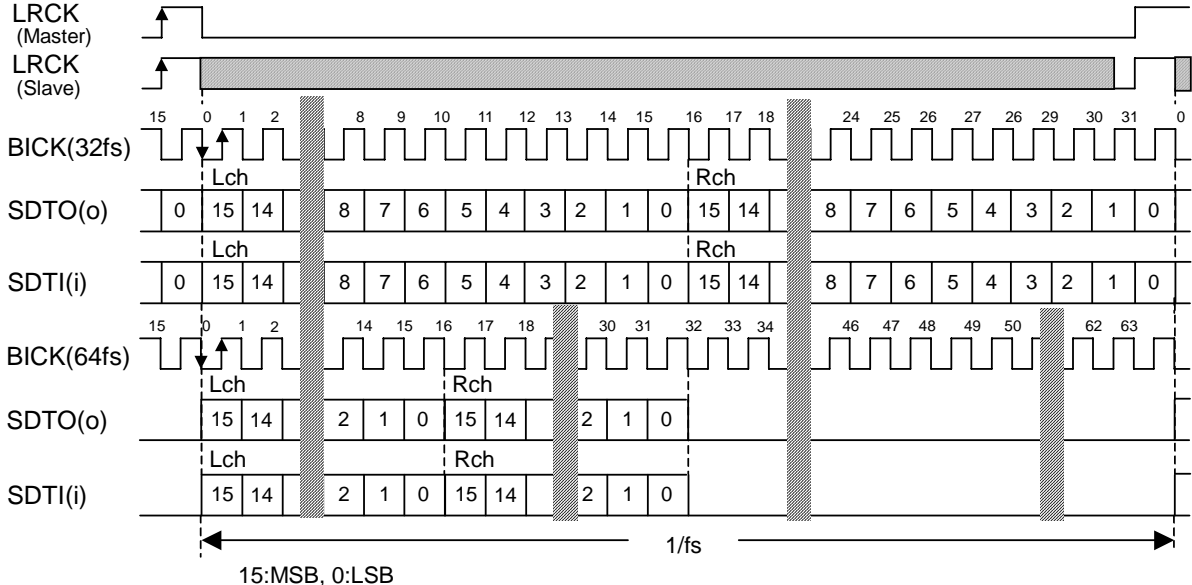 LRCK
(Master)
LRCK
(Slave)
15 0 1 2 8 9 10 11 12 13 14 15 16 17 18 24 25 26 27 26 29 30 31 0
BICK(32fs)
Lch Rch
SDTO(o) 0 15 14 8 7 6 5 4 3 2 1 0 15 14 8 7 6 5 4 3 2 1 0
Lch Rch
SDTI(i) 0 15 14 8 7 6 5 4 3 2 1 0 15 14 8 7 6 5 4 3 2 1 0
15 0 1 2 14 15 16 17 18 30 31 32 33 34 46 47 48 49 50 62 63
BICK(64fs)
Lch Rch
SDTO(o) 15 14 2 1 0 15 14 2 1 0
Lch Rch
SDTI(i) 15 14 2 1 0 15 14 2 1 0
1/fs
15:MSB, 0:LSB